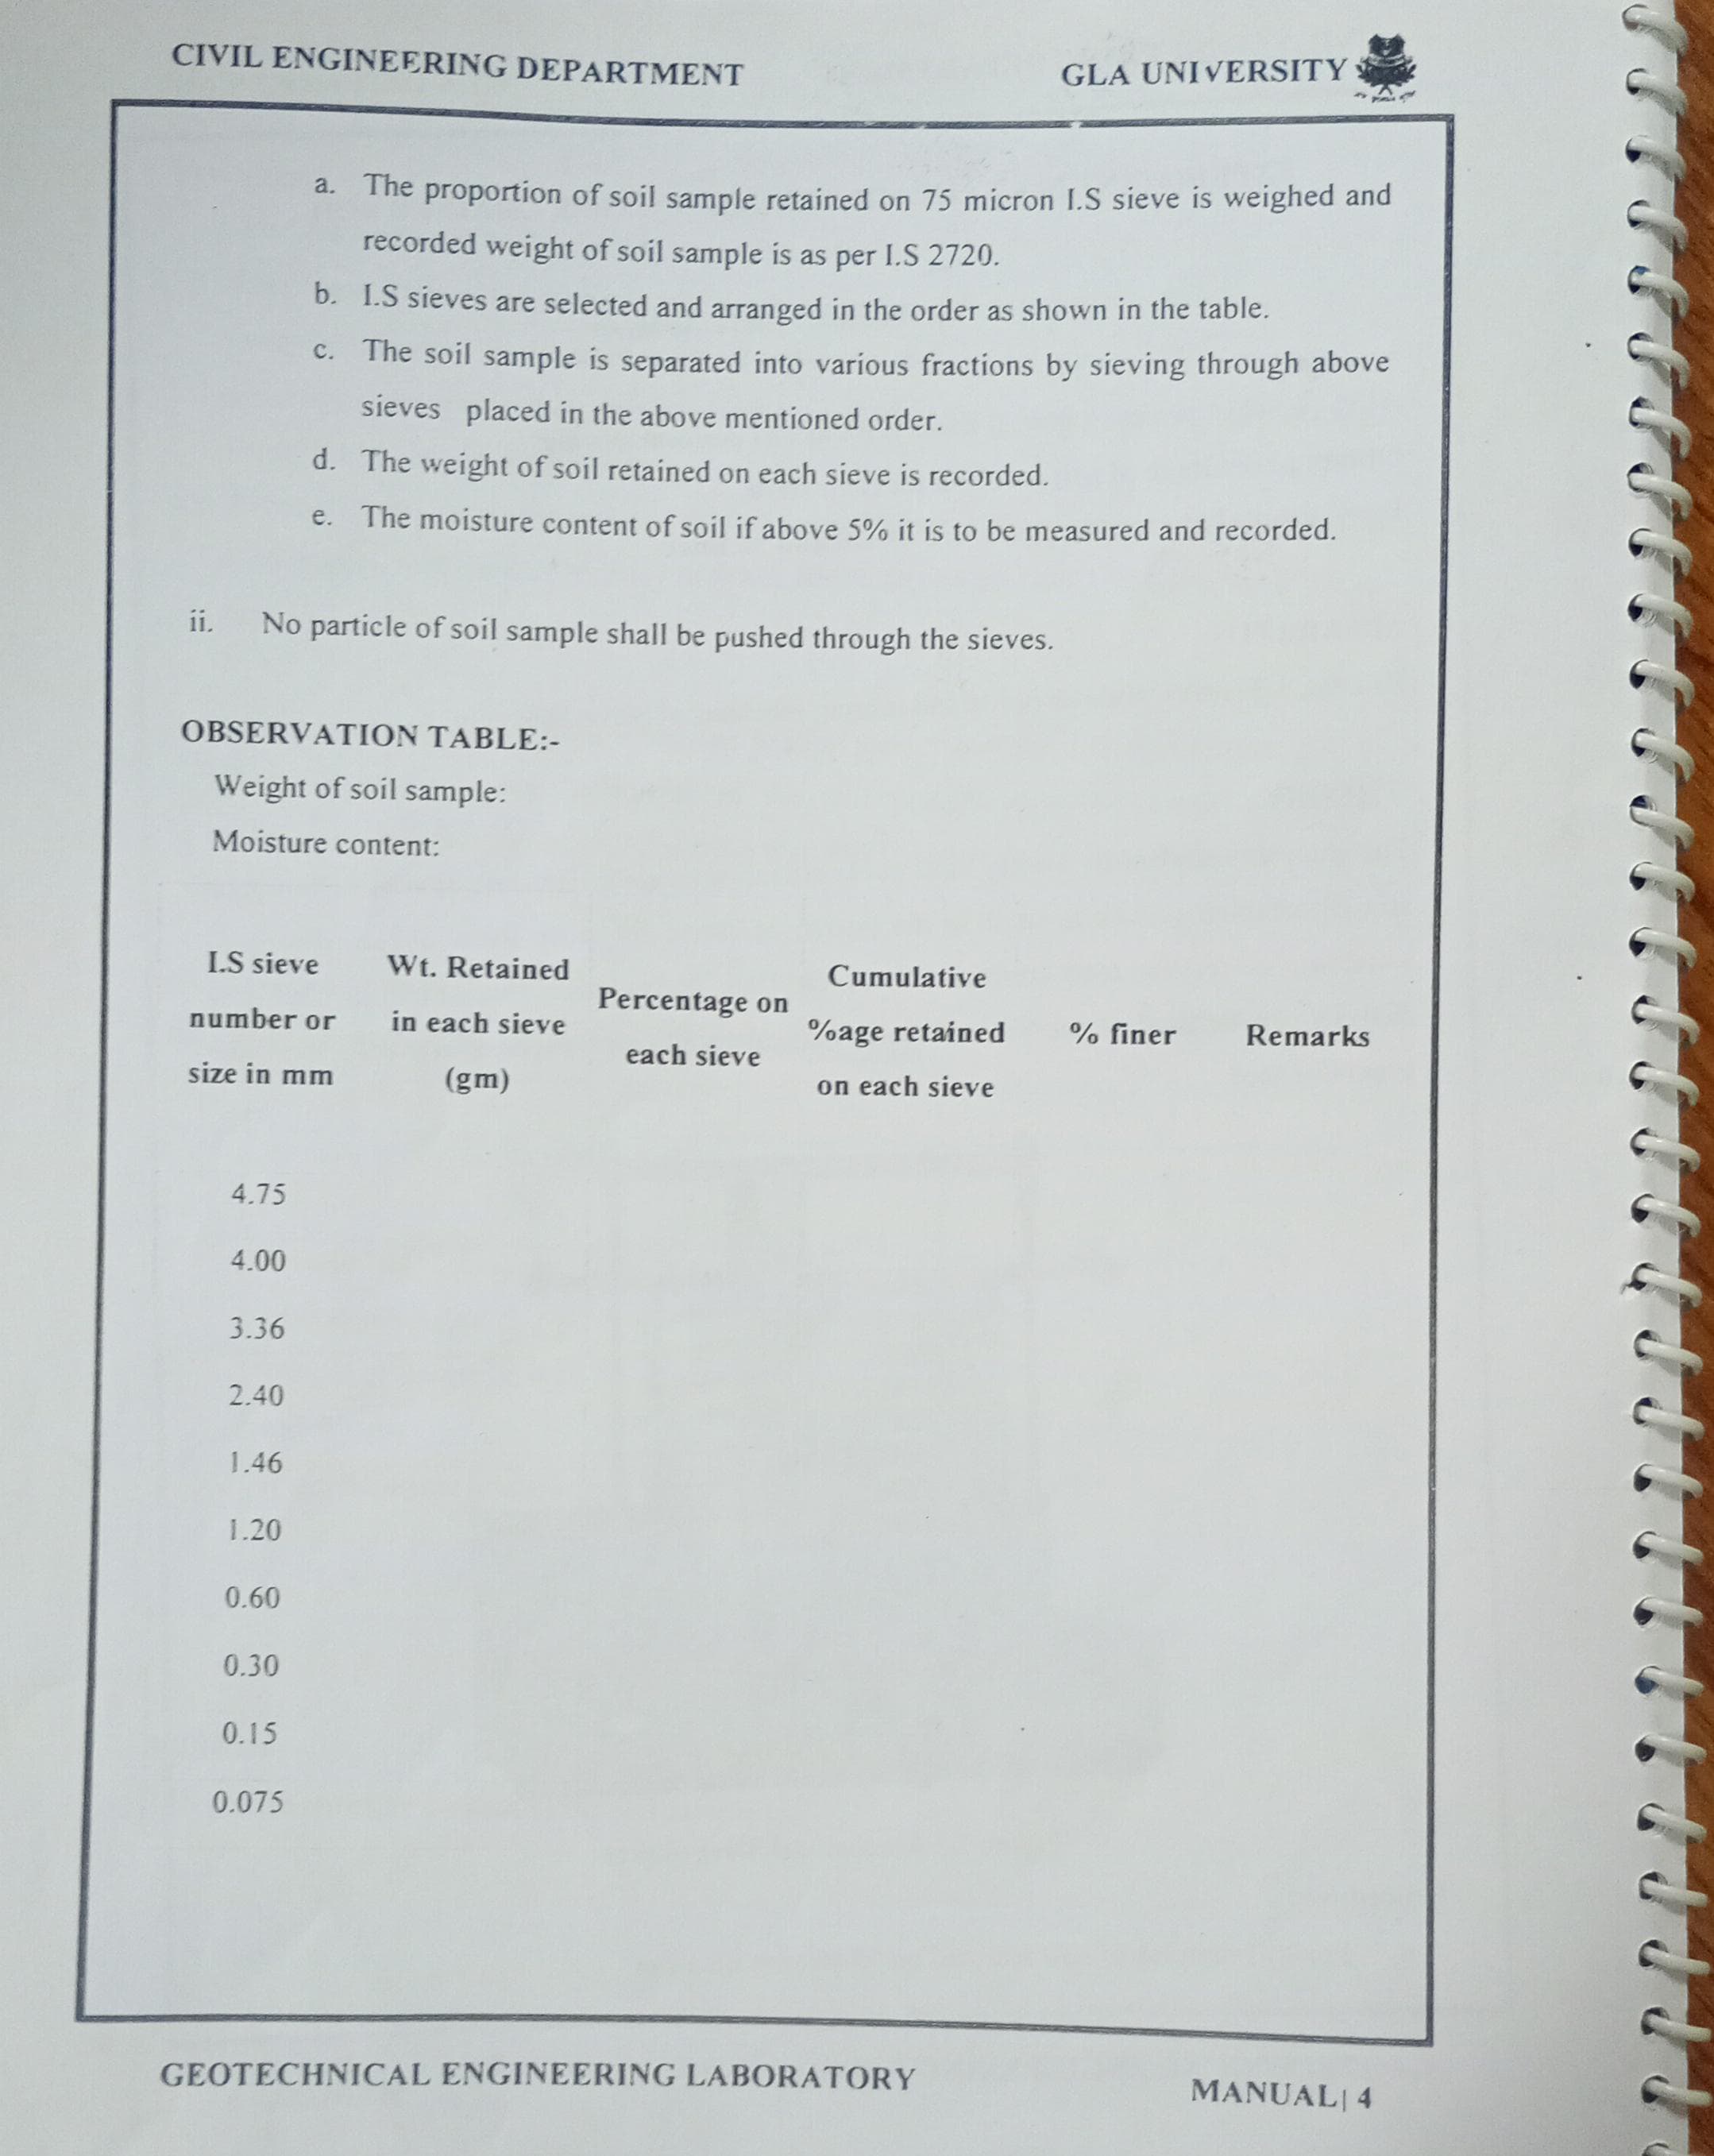 CIVIL ENGINEERING DEPARTMENT GLA UNIVERSITY
a. The proportion of soil sample retained on 75 micron I.S sieve is weighed and
recorded weight of soil sample is as per I.S 2720.
b. I.S sieves are selected and arranged in the order as shown in the table.
c. The soil sample is separated into various fractions by sieving through above
sieves placed in the above mentioned order.
d. The weight of soil retained on each sieve is recorded.
e. The moisture content of soil if above 5% it is to be measured and recorded.
ii. No particle of soil sample shall be pushed through the sieves.
OBSERVATION TABLE:-
Weight of soil sample:
Moisture content:
I.S sieve
number or
size in mm
Wt. Retained
in each sieve
(gm)
Percentage on
each sieve
Cumulative
%age retained
on each sieve
% finer
Remarks
4.75
4.00
3.36
2.40
1.46
1.20
0.60
0.30
0.15
0.075
GEOTECHNICAL ENGINEERING LABORATORY MANUAL| 4